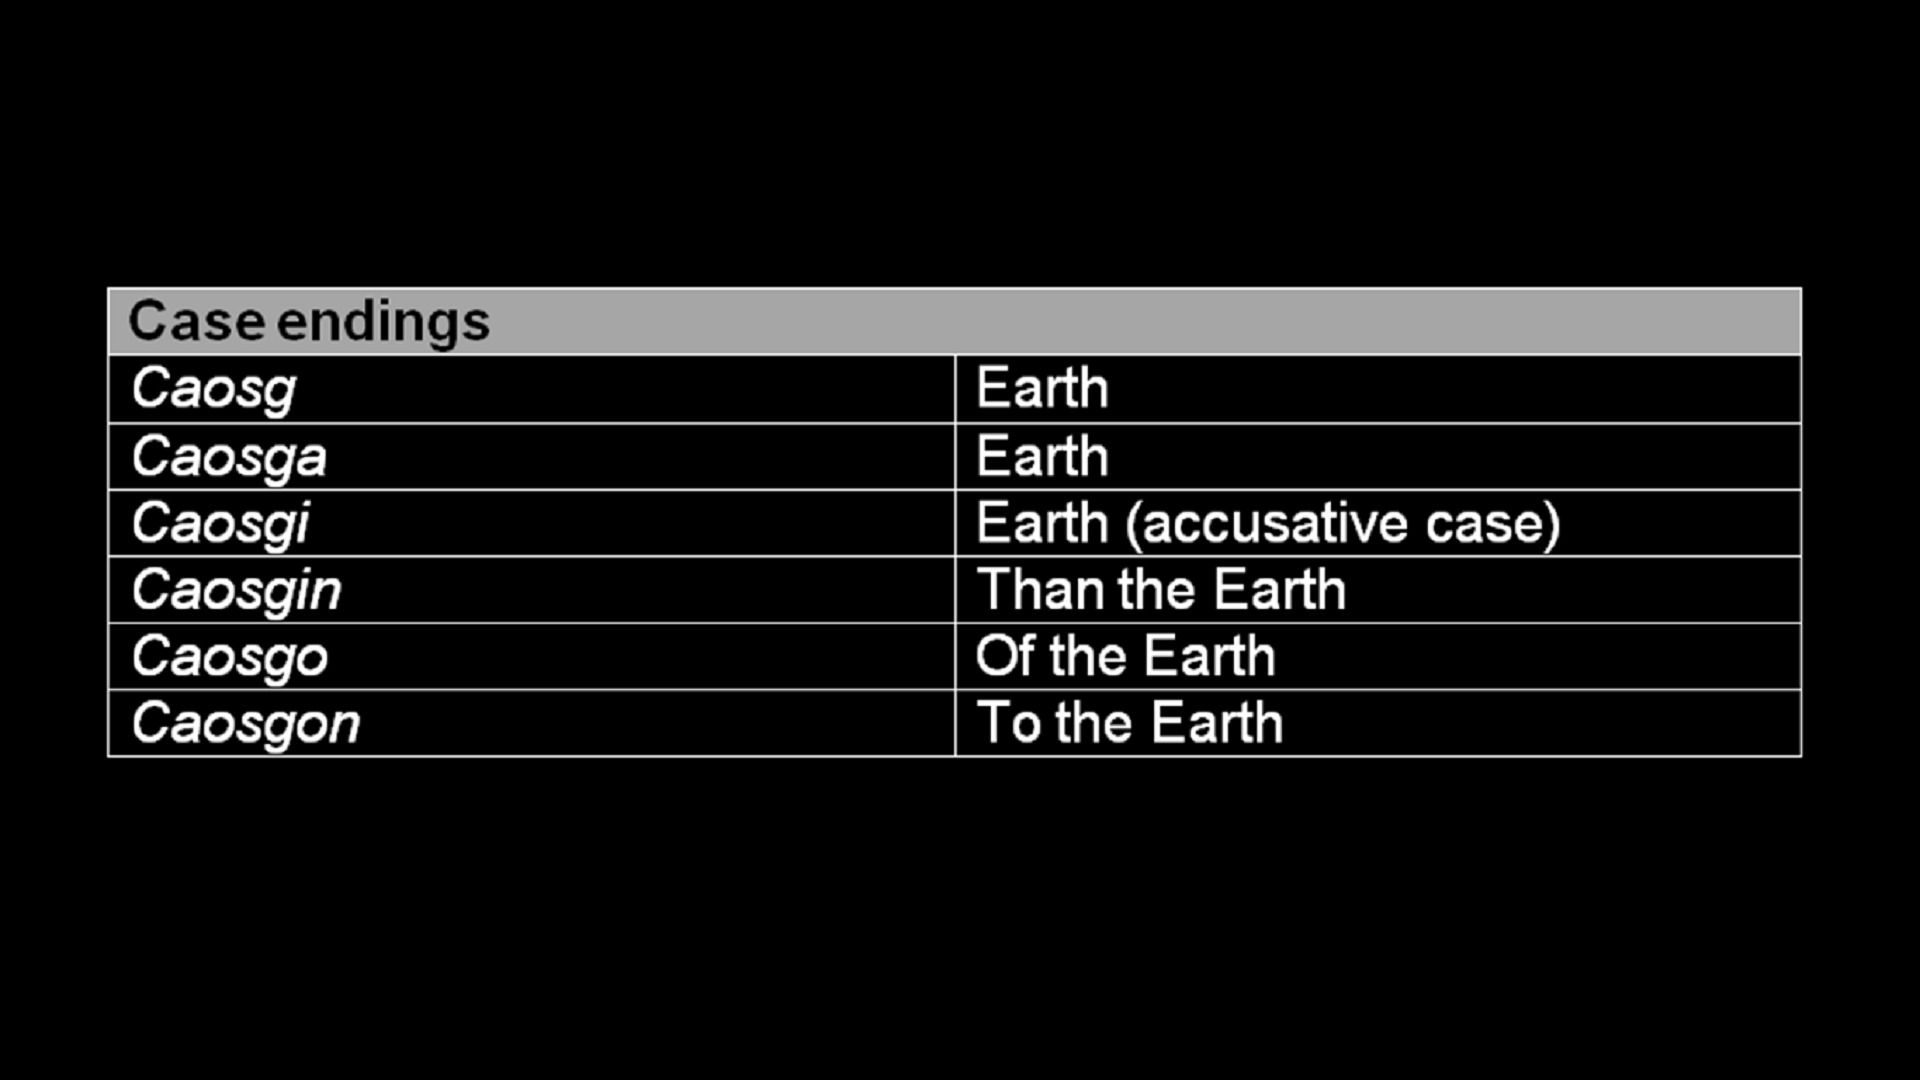 Case endings
Caosg Earth
Caosga Earth
Caosgi Earth (accusative case)
Caosgin Than the Earth
Caosgo Of the Earth
Caosgon To the Earth